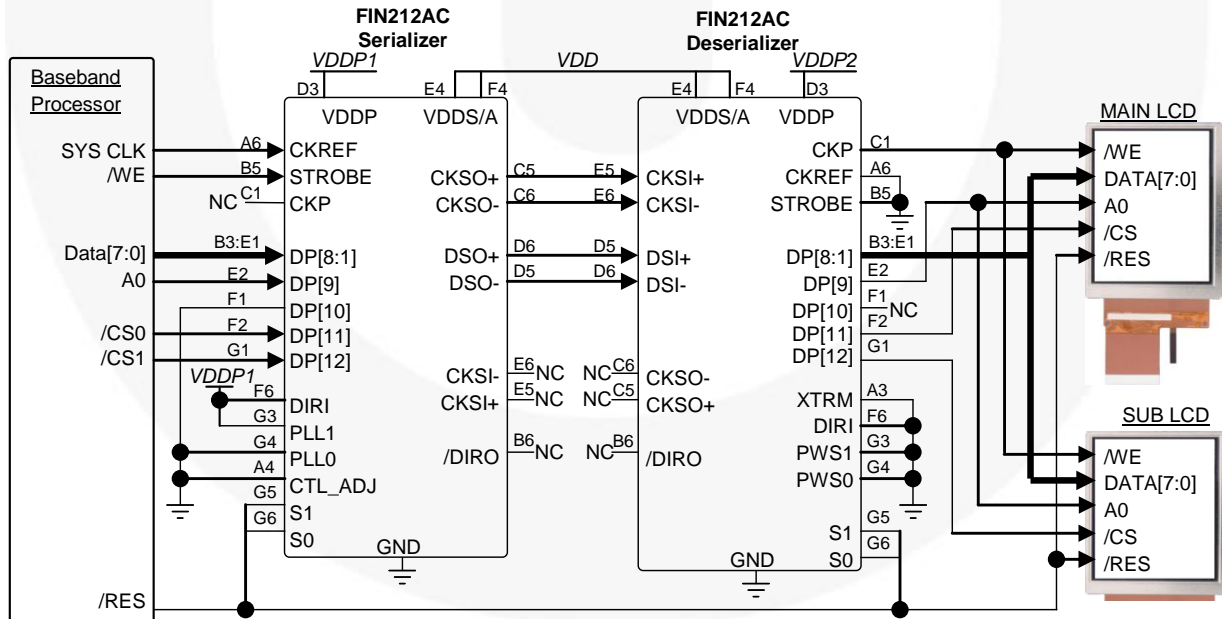 FIN212AC
Serializer
FIN212AC
Deserializer
VDDP1
VDD
VDDP2
D3
E4
F4
E4
F4
D3
Baseband
Processor
SYS CLK
/WE
Data[7:0]
A0
/CS0
/CS1
/RES
A6
B5
NC C1
B3:E1
E2
F1
F2
G1
VDDP1
F6
G3
G4
A4
G5
G6
VDDP
VDDS/A
CKREF
STROBE
CKP
DP[8:1]
DP[9]
DP[10]
DP[11]
DP[12]
DIRI
PLL1
PLL0
CTL_ADJ
S1
S0
GND
CKSO+
CKSO-
DSO+
DSO-
CKSI-
CKSI+
/DIRO
C5
C6
D6
D5
E6 NC
E5 NC
B6 NC
E5
E6
D5
D6
NC C6
NC C5
NC B6
VDDS/A
VDDP
CKSI+
CKSI-
DSI+
DSI-
CKSO-
CKSO+
/DIRO
CKP
CKREF
STROBE
DP[8:1]
DP[9]
DP[10]
DP[11]
DP[12]
XTRM
DIRI
PWS1
PWS0
S1
S0
GND
C1
A6
B5
B3:E1
E2
F1
NC
F2
G1
A3
F6
G3
G4
G5
G6
MAIN LCD
/WE
DATA[7:0]
A0
/CS
/RES
SUB LCD
/WE
DATA[7:0]
A0
/CS
/RES